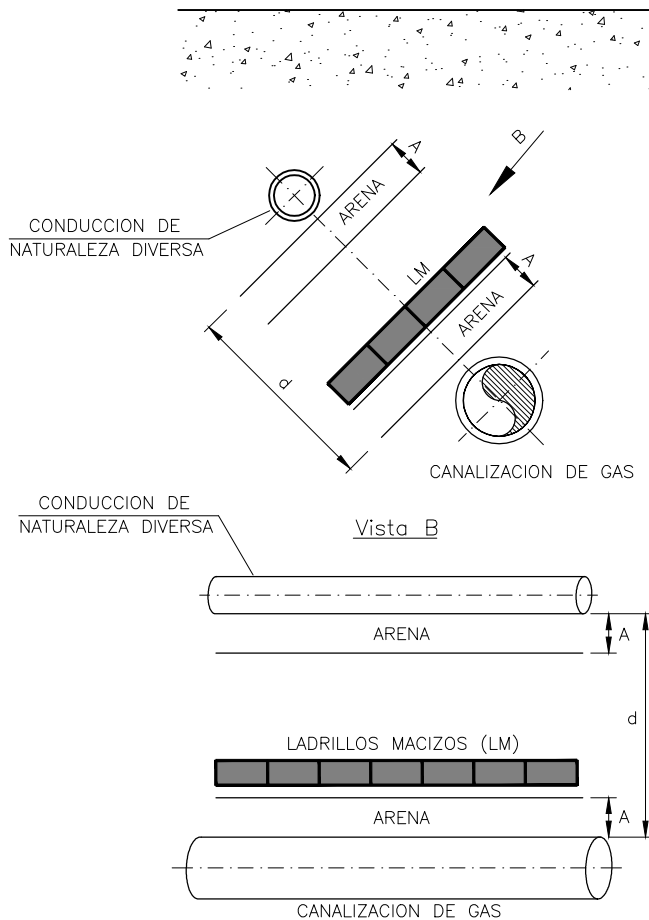 B
A
ARENA
CONDUCCION DE
NATURALEZA DIVERSA
LM
A
ARENA
d
CANALIZACION DE GAS
CONDUCCION DE
NATURALEZA DIVERSA
Vista B
ARENA
A
d
LADRILLOS MACIZOS (LM)
ARENA
A
CANALIZACION DE GAS